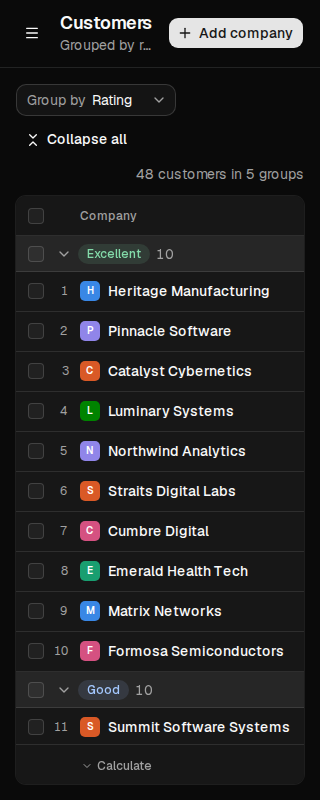 Customers
Grouped by r...
Add company
Group by Rating
Collapse all
48 customers in 5 groups
Company
Excellent 10
1 H Heritage Manufacturing
2 P Pinnacle Software
3 C Catalyst Cybernetics
4 L Luminary Systems
5 N Northwind Analytics
6 S Straits Digital Labs
7 C Cumbre Digital
8 E Emerald Health Tech
9 M Matrix Networks
10 F Formosa Semiconductors
Good 10
11 S Summit Software Systems
Calculate